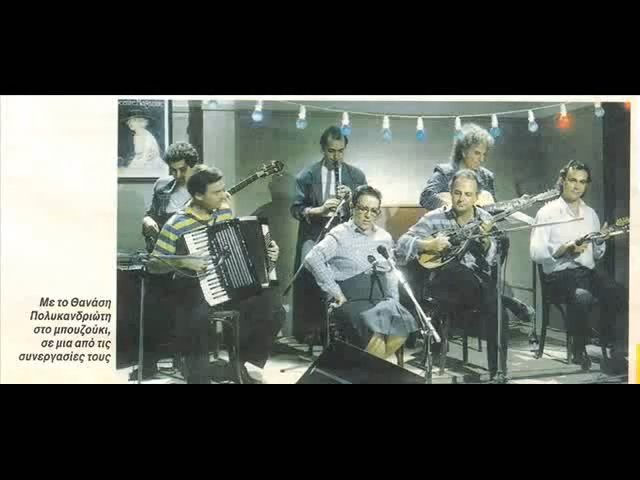 Με το Θανάση
Πολυκανδριώτη
στο μπουζούκι,
σε μια από τις
συνεργασίες τους